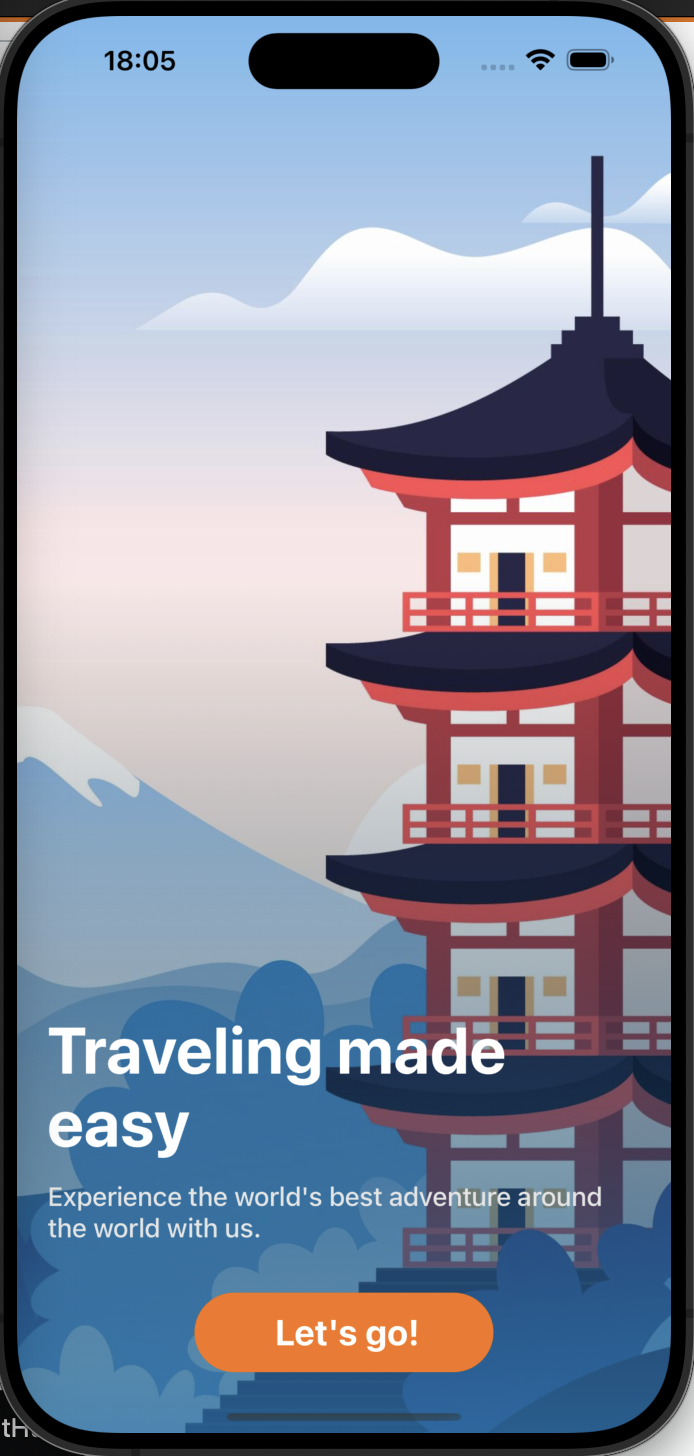 18:05
Traveling made
easy
Experience the world's best adventure around
the world with us.
Let's go!